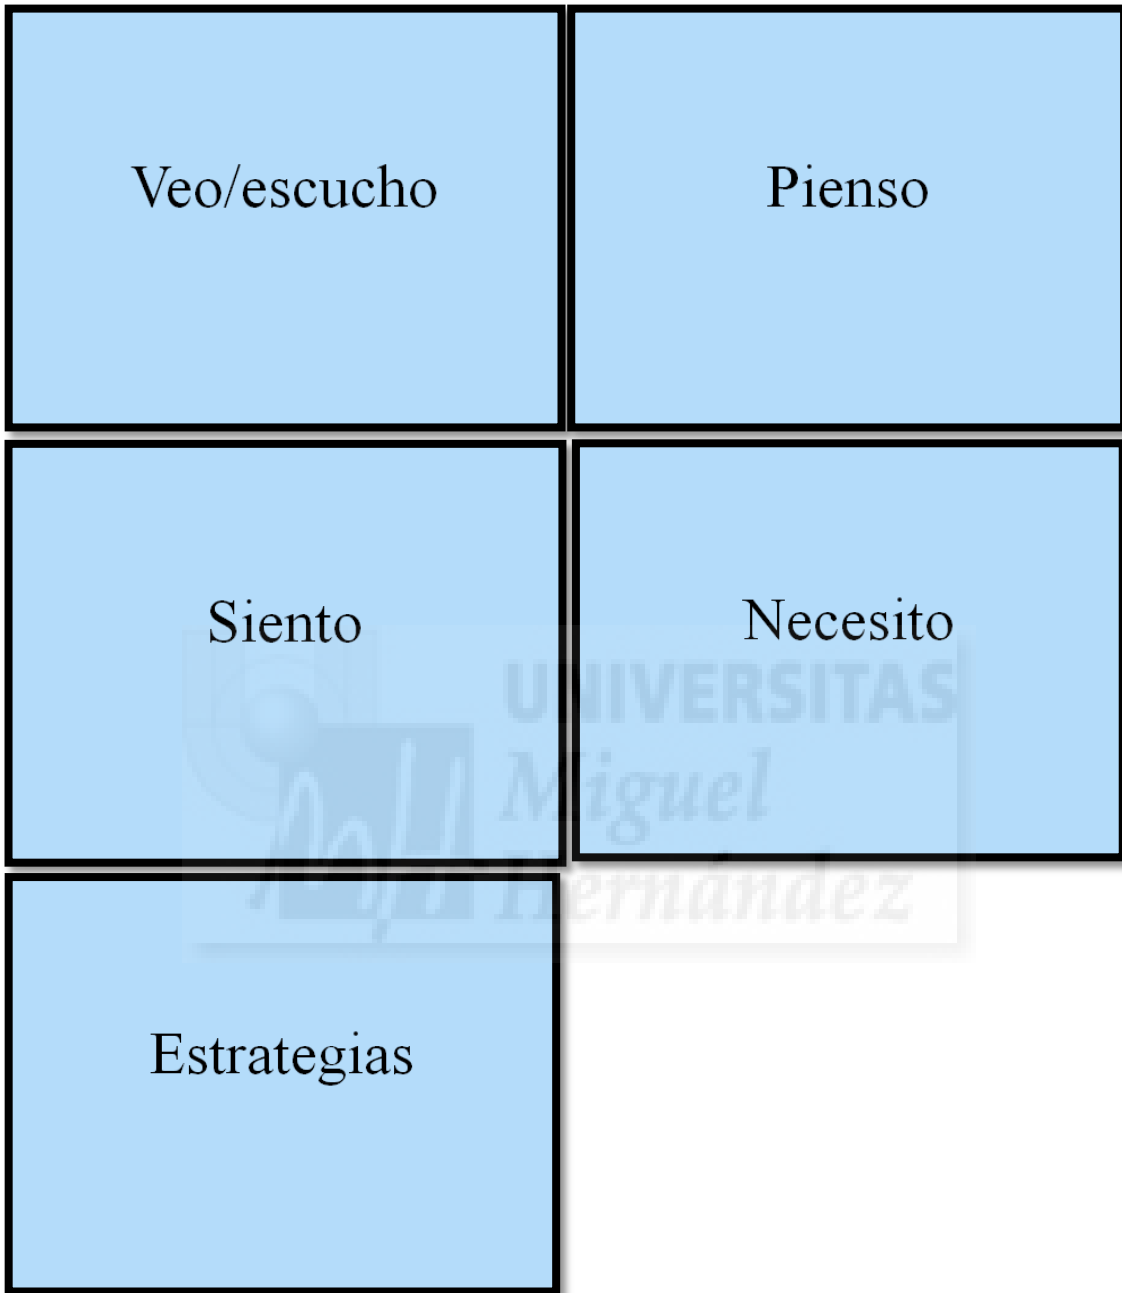 Veo/escucho
Pienso
Siento
Necesito
UNIVERSITAS
Miguel
Hernández
Estrategias